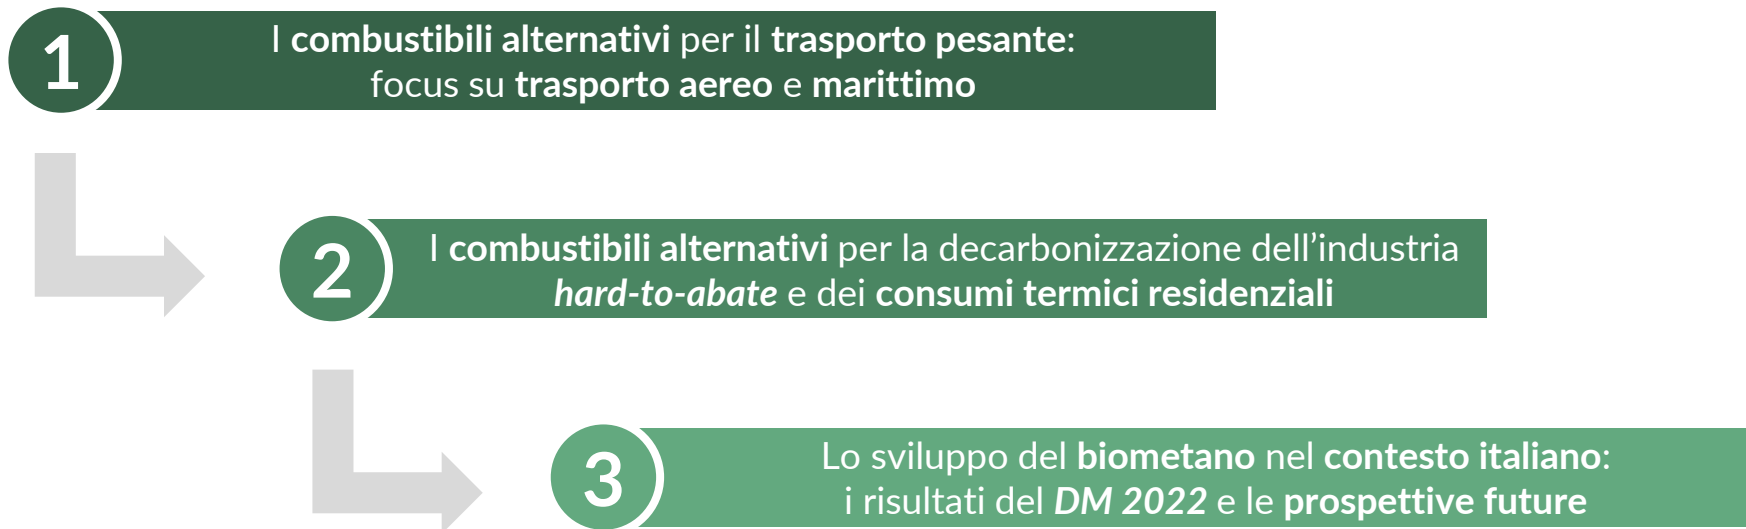 1
I combustibili alternativi per il trasporto pesante:
focus su trasporto aereo e marittimo
2
I combustibili alternativi per la decarbonizzazione dell’industria
hard-to-abate e dei consumi termici residenziali
3
Lo sviluppo del biometano nel contesto italiano:
i risultati del DM 2022 e le prospettive future